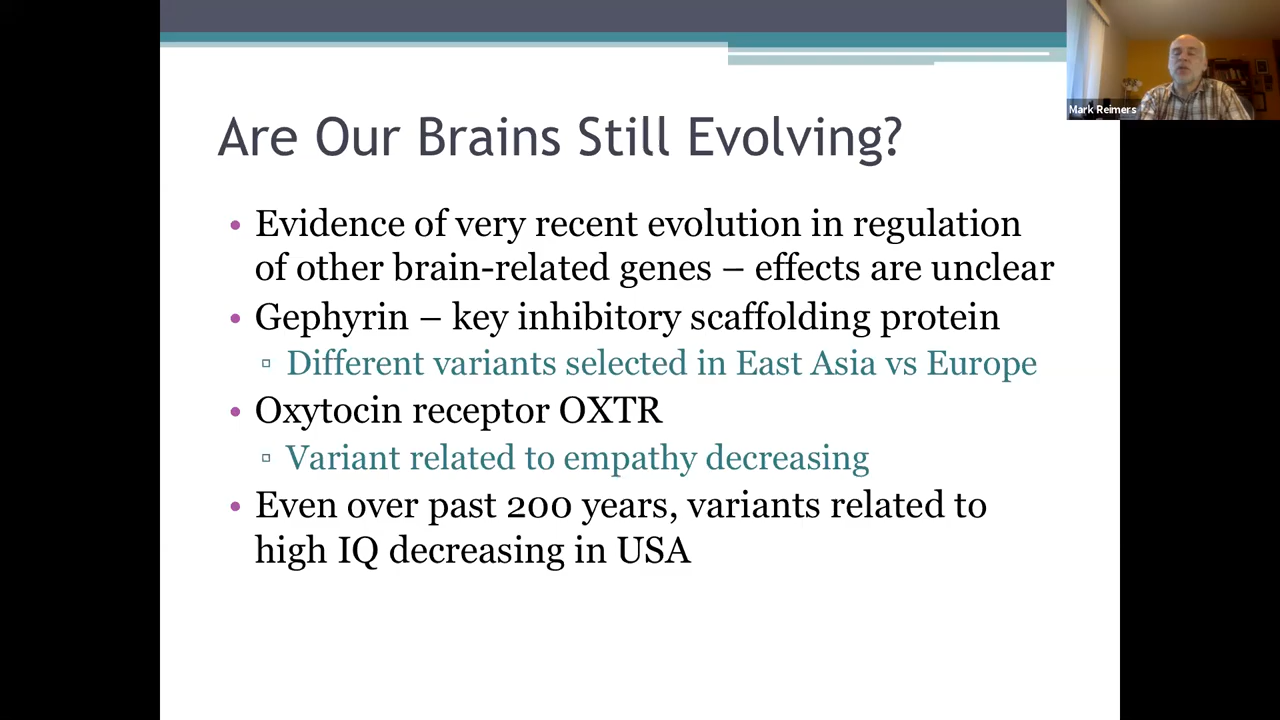 Mark Reimers
Are Our Brains Still Evolving?
• Evidence of very recent evolution in regulation
of other brain-related genes – effects are unclear
• Gephyrin – key inhibitory scaffolding protein
▫ Different variants selected in East Asia vs Europe
• Oxytocin receptor OXTR
▫ Variant related to empathy decreasing
• Even over past 200 years, variants related to
high IQ decreasing in USA